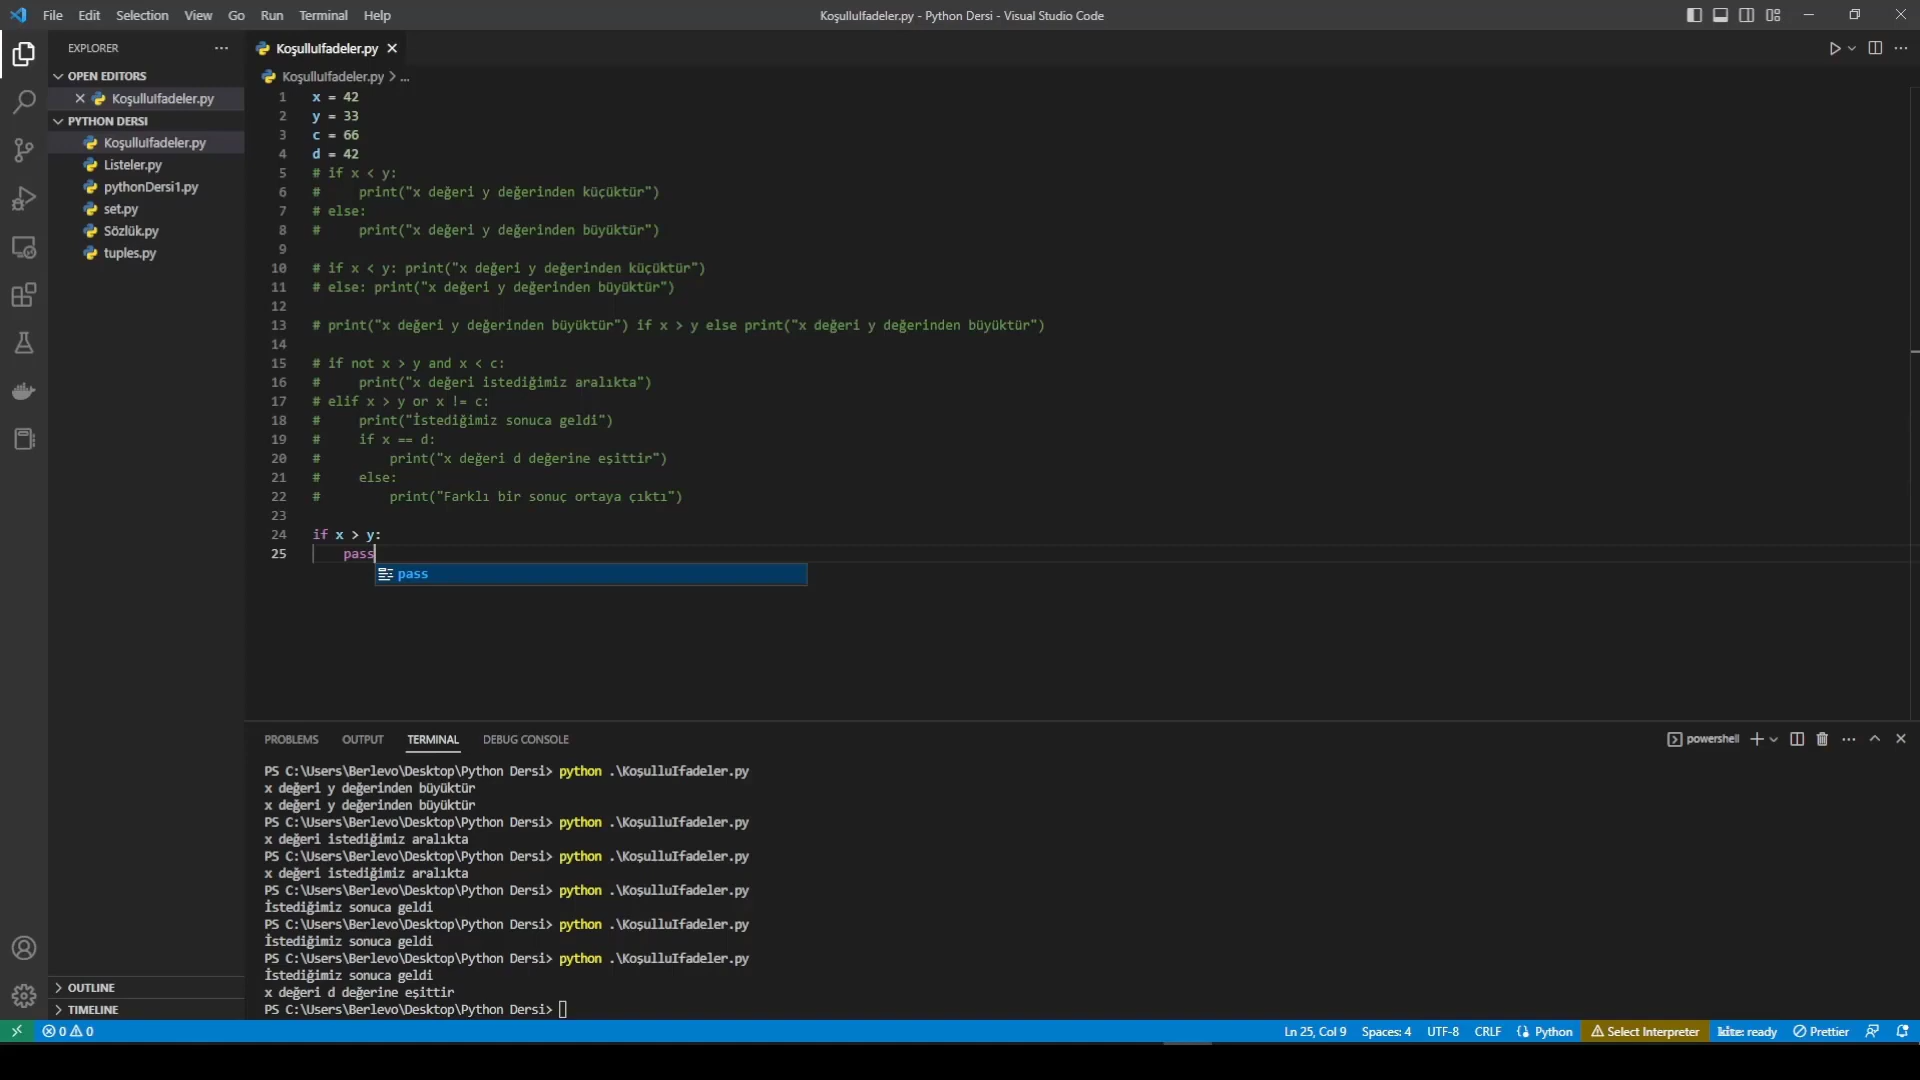 File Edit Selection View Go Run Terminal Help
KoşulluIfadeler.py - Python Dersi - Visual Studio Code
EXPLORER
OPEN EDITORS
KoşulluIfadeler.py
PYTHON DERSI
KoşulluIfadeler.py
Listeler.py
pythonDersi1.py
set.py
Sözlük.py
tuples.py
OUTLINE
TIMELINE
KoşulluIfadeler.py
KoşulluIfadeler.py > ...
1 x = 42
2 y = 33
3 c = 66
4 d = 42
5 # if x < y:
6 #     print("x değeri y değerinden küçüktür")
7 # else:
8 #     print("x değeri y değerinden büyüktür")
9
10 # if x < y: print("x değeri y değerinden küçüktür")
11 # else: print("x değeri y değerinden büyüktür")
12
13 # print("x değeri y değerinden büyüktür") if x > y else print("x değeri y değerinden büyüktür")
14
15 # if not x > y and x < c:
16 #     print("x değeri istediğimiz aralıkta")
17 # elif x > y or x != c:
18 #     print("İstediğimiz sonuca geldi")
19 #     if x == d:
20 #         print("x değeri d değerine eşittir")
21 #     else:
22 #         print("Farklı bir sonuç ortaya çıktı")
23
24 if x > y:
25     pass
pass
PROBLEMS OUTPUT TERMINAL DEBUG CONSOLE
powershell
PS C:\Users\Berlevo\Desktop\Python Dersi> python .\KoşulluIfadeler.py
x değeri y değerinden büyüktür
x değeri y değerinden büyüktür
PS C:\Users\Berlevo\Desktop\Python Dersi> python .\KoşulluIfadeler.py
x değeri istediğimiz aralıkta
PS C:\Users\Berlevo\Desktop\Python Dersi> python .\KoşulluIfadeler.py
x değeri istediğimiz aralıkta
PS C:\Users\Berlevo\Desktop\Python Dersi> python .\KoşulluIfadeler.py
İstediğimiz sonuca geldi
PS C:\Users\Berlevo\Desktop\Python Dersi> python .\KoşulluIfadeler.py
İstediğimiz sonuca geldi
PS C:\Users\Berlevo\Desktop\Python Dersi> python .\KoşulluIfadeler.py
İstediğimiz sonuca geldi
x değeri d değerine eşittir
PS C:\Users\Berlevo\Desktop\Python Dersi>
0 0 Ln 25, Col 9 Spaces: 4 UTF-8 CRLF Python Select Interpreter kite: ready Prettier